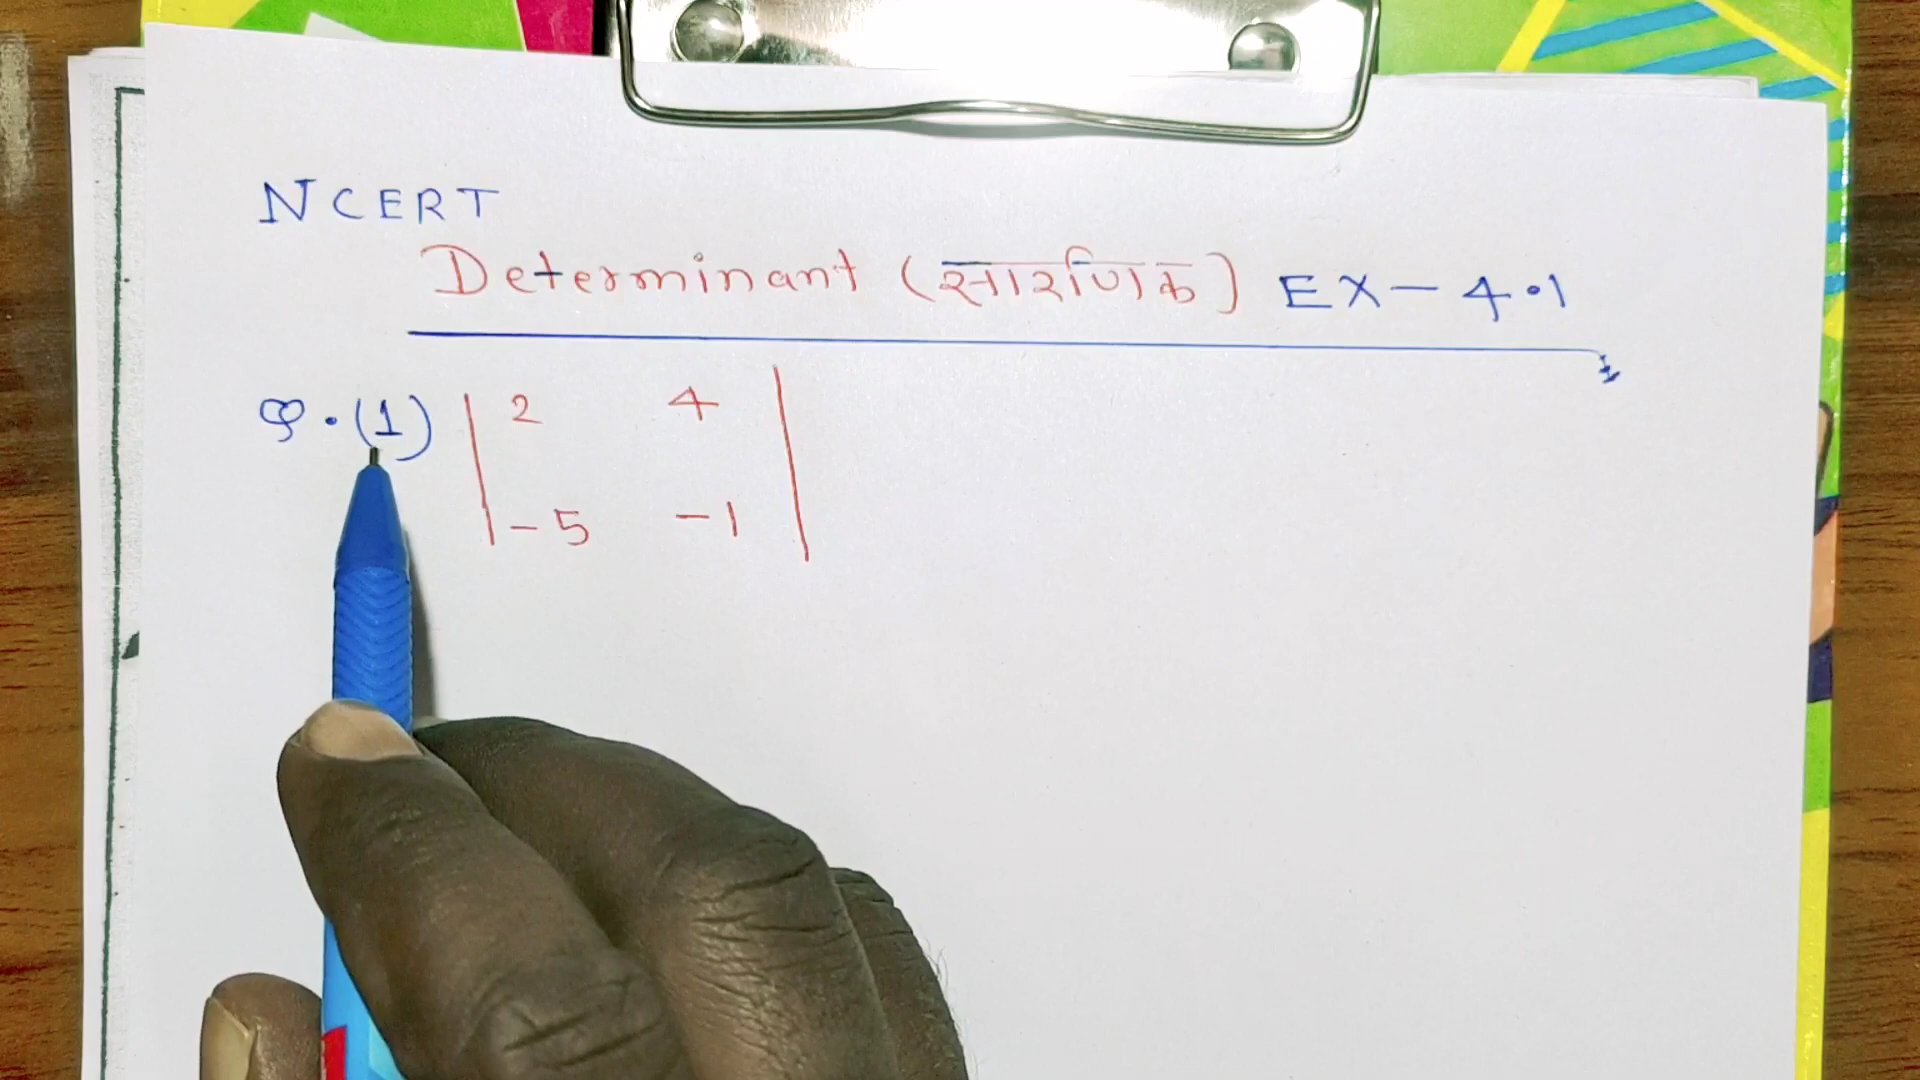 NCERT
Determinant (सारणिक) EX-4.1
Q.(1) | 2 4 |
| -5 -1 |